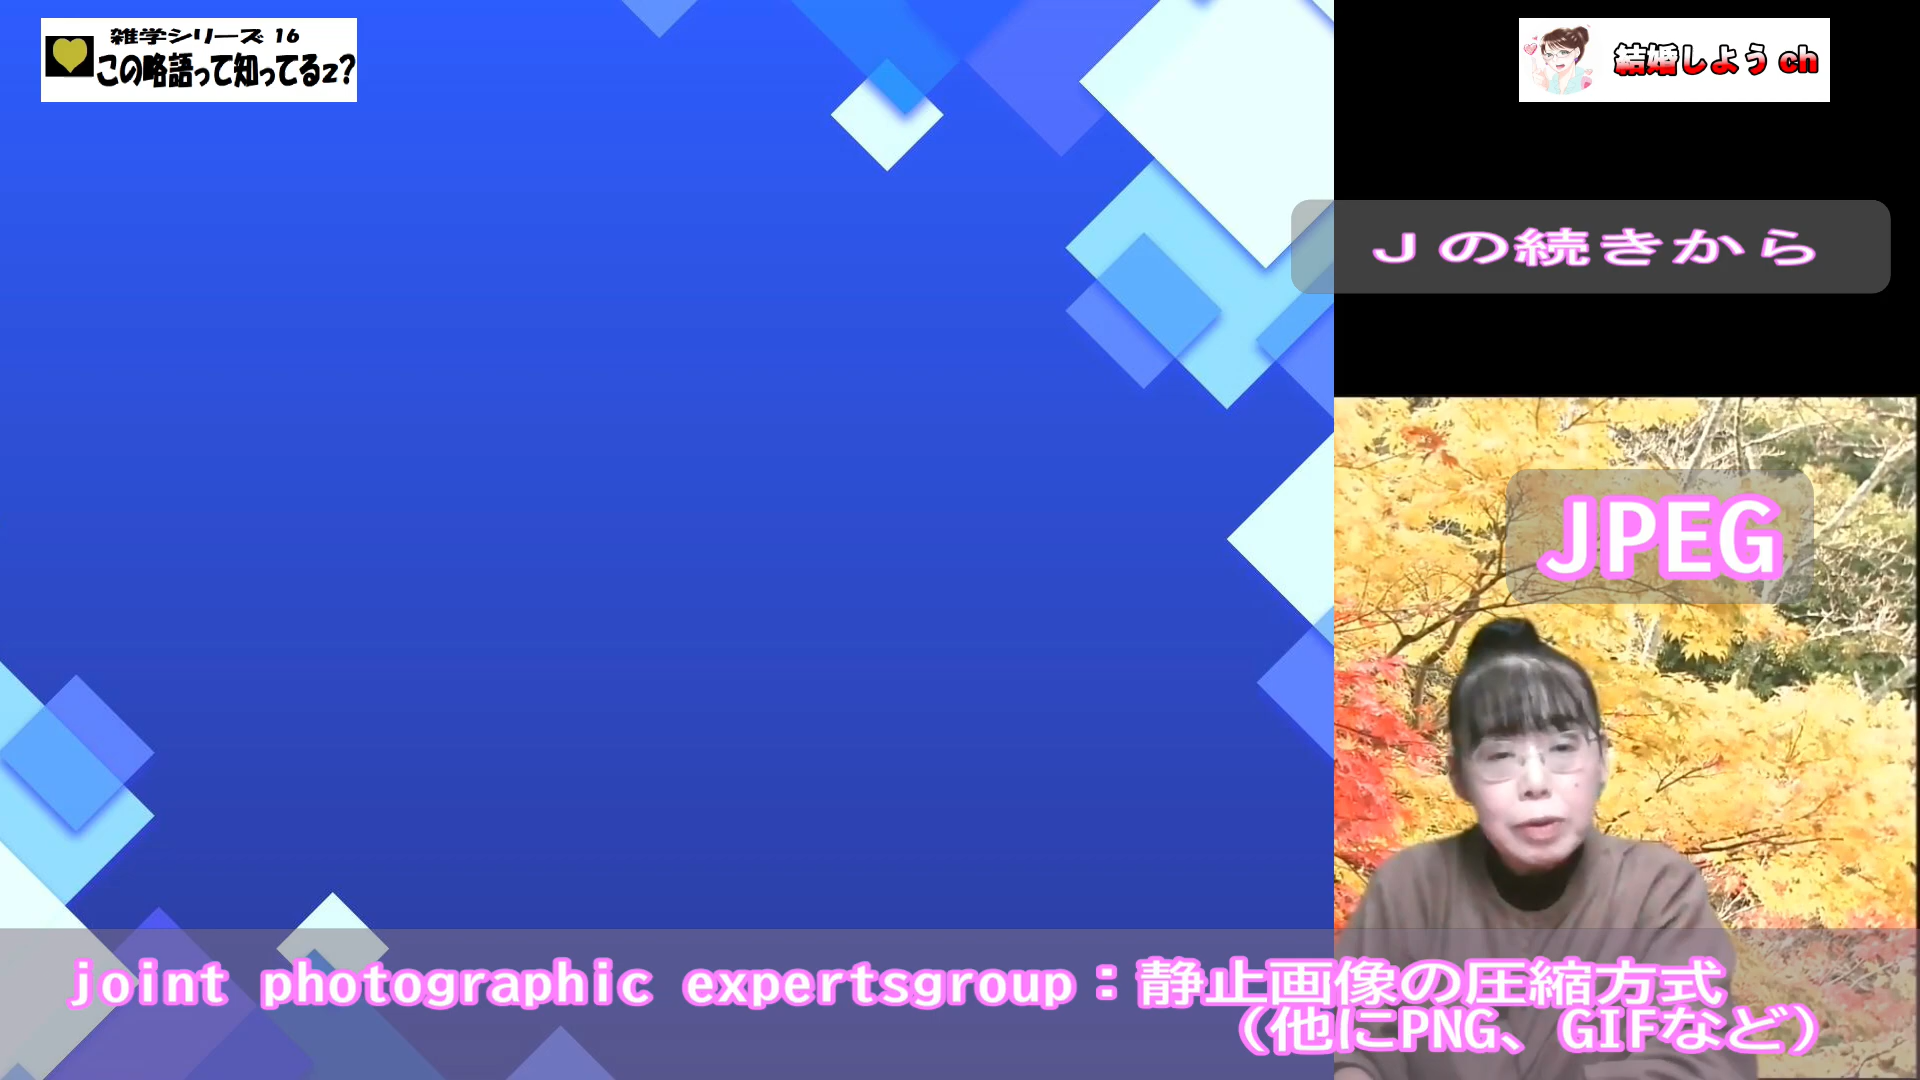 雑学シリーズ 16
この略語って知ってるz?
結婚しよう ch
Jの続きから
JPEG
joint photographic expertsgroup：静止画像の圧縮方式
（他にPNG、GIFなど）